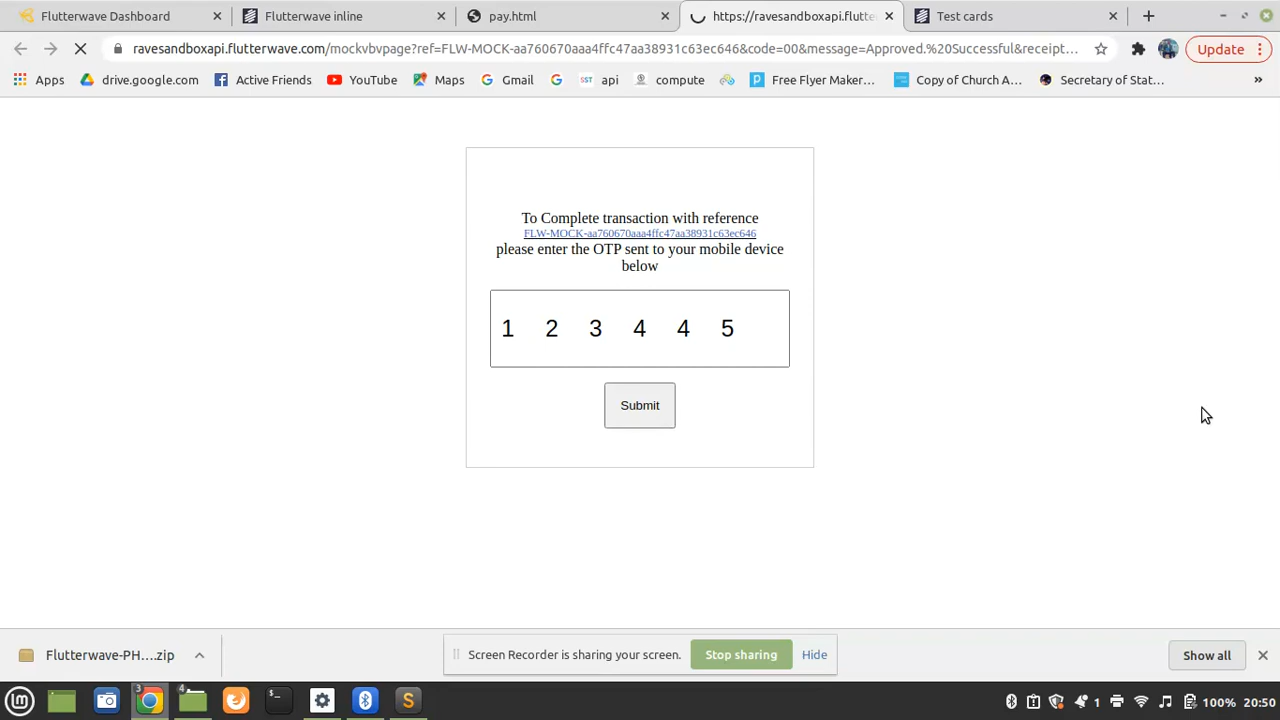 Flutterwave Dashboard
Flutterwave inline
pay.html
https://ravesandboxapi.flutte
Test cards
ravesandboxapi.flutterwave.com/mockvbvpage?ref=FLW-MOCK-aa760670aaa4ffc47aa38931c63ec646&code=00&message=Approved.%20Successful&receipt...
Update
Apps
drive.google.com
Active Friends
YouTube
Maps
Gmail
SST api
compute
Free Flyer Maker...
Copy of Church A...
Secretary of Stat...
»
To Complete transaction with reference
FLW-MOCK-aa760670aaa4ffc47aa38931c63ec646
please enter the OTP sent to your mobile device
below
1 2 3 4 4 5
Submit
Flutterwave-PH....zip
Screen Recorder is sharing your screen.
Stop sharing
Hide
Show all
3
4
S
1
100%
20:50